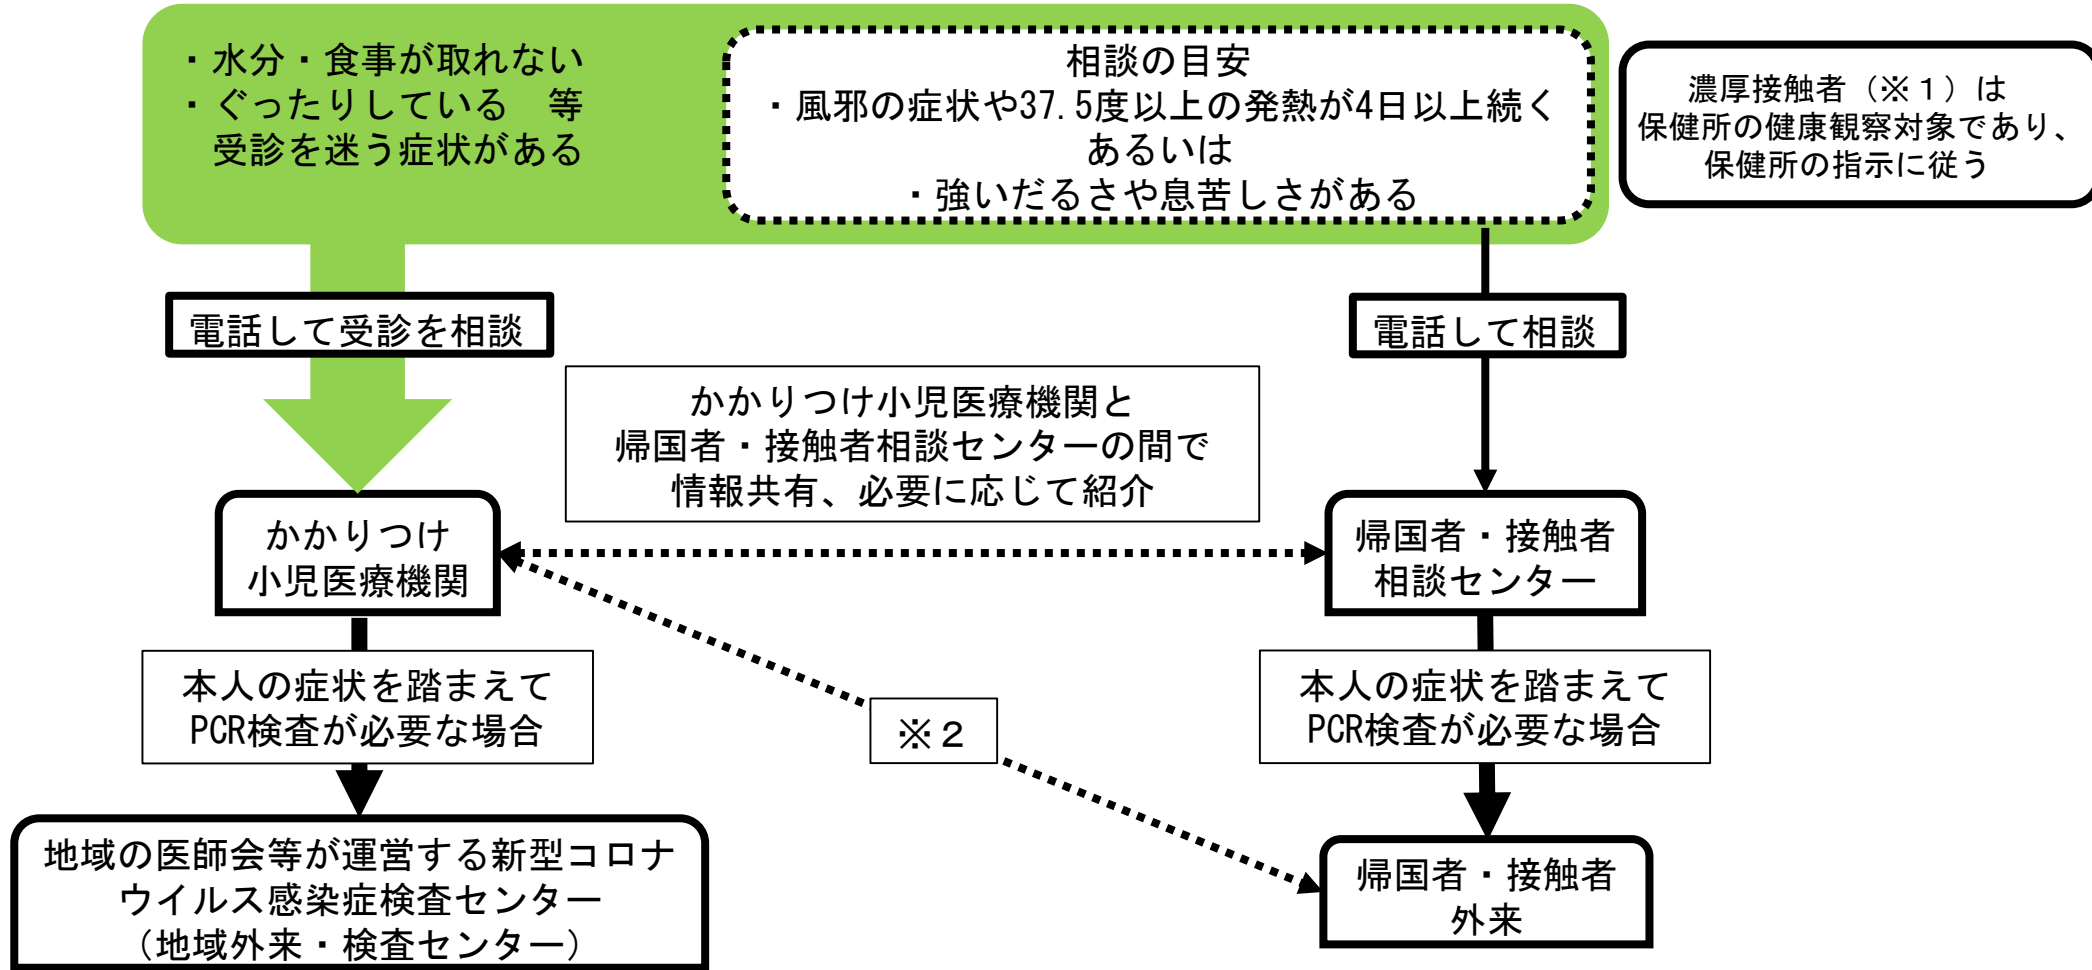 ・水分・食事が取れない
・ぐったりしている　等
受診を迷う症状がある
相談の目安
・風邪の症状や37.5度以上の発熱が4日以上続く
あるいは
・強いだるさや息苦しさがある
濃厚接触者（※１）は
保健所の健康観察対象であり、
保健所の指示に従う
電話して受診を相談
電話して相談
かかりつけ小児医療機関と
帰国者・接触者相談センターの間で
情報共有、必要に応じて紹介
かかりつけ
小児医療機関
帰国者・接触者
相談センター
本人の症状を踏まえて
PCR検査が必要な場合
※２
本人の症状を踏まえて
PCR検査が必要な場合
地域の医師会等が運営する新型コロナ
ウイルス感染症検査センター
（地域外来・検査センター）
帰国者・接触者
外来